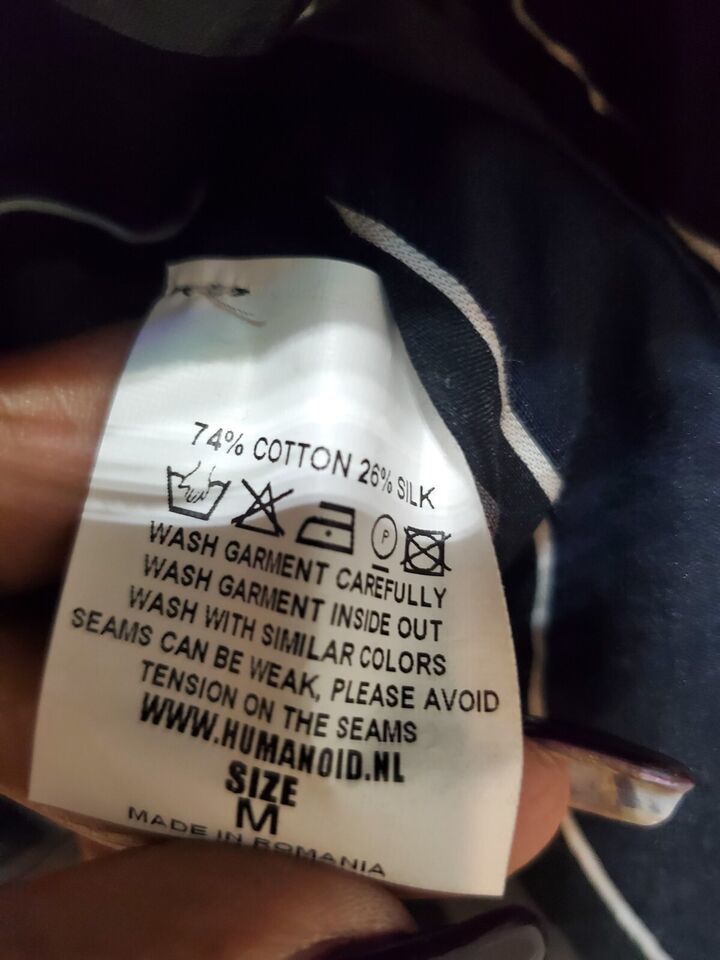 74% COTTON 26% SILK
P
WASH GARMENT CAREFULLY
WASH GARMENT INSIDE OUT
WASH WITH SIMILAR COLORS
SEAMS CAN BE WEAK, PLEASE AVOID
TENSION ON THE SEAMS
WWW.HUMANOID.NL
SIZE
M
MADE IN ROMANIA